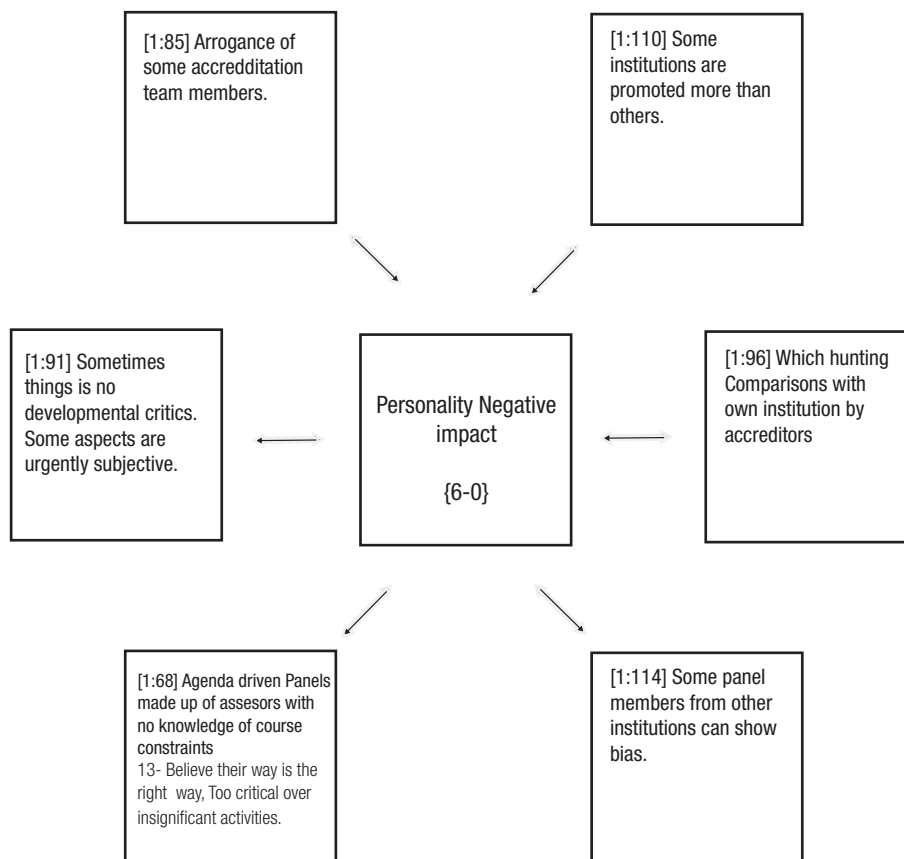 [1:85] Arrogance of
some accredditation
team members.
[1:110] Some
institutions are
promoted more than
others.
[1:91] Sometimes
things is no
developmental critics.
Some aspects are
urgently subjective.
Personality Negative
impact
{6-0}
[1:96] Which hunting
Comparisons with
own institution by
accreditors
[1:68] Agenda driven Panels
made up of assesors with
no knowledge of course
constraints
13- Believe their way is the
right way, Too critical over
insignificant activities.
[1:114] Some panel
members from other
institutions can show
bias.